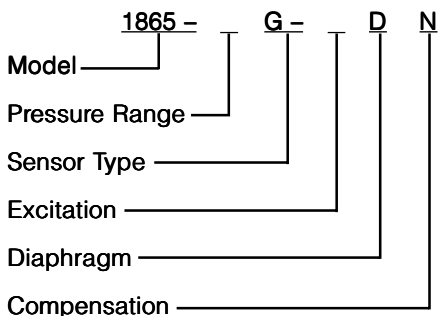 1865 – _ G – _ D N
Model
Pressure Range
Sensor Type
Excitation
Diaphragm
Compensation